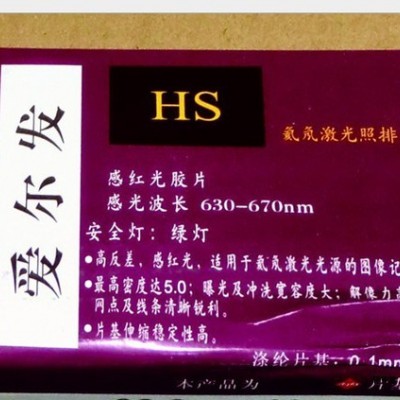 爱尔发
HS
氦氖激光照排
感红光胶片
感光波长 630-670nm
安全灯：绿灯
•高反差，感红光，适用于氦氖激光光源的图像记
•最高密度达5.0；曝光及冲洗宽容度大；解像力高
网点及线条清晰锐利。
•片基伸缩稳定性高。
涤纶片基：0.1mm
本产品为